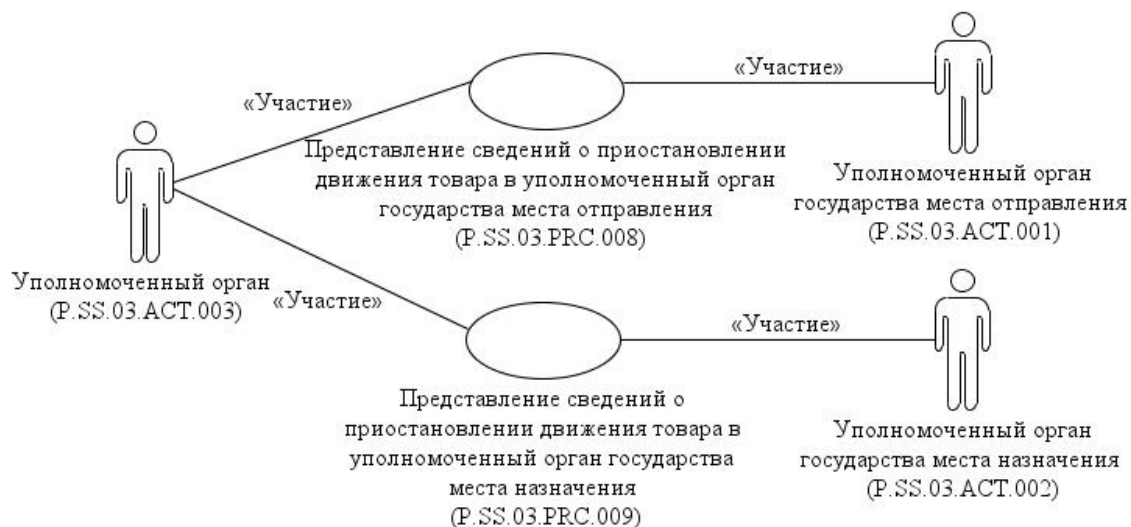 «Участие»
«Участие»
Представление сведений о приостановлении
движения товара в уполномоченный орган
государства места отправления
(P.SS.03.PRC.008)
Уполномоченный орган
государства места отправления
(P.SS.03.ACT.001)
Уполномоченный орган
(P.SS.03.ACT.003)
«Участие»
«Участие»
Представление сведений о
приостановлении движения товара в
уполномоченный орган государства
места назначения
(P.SS.03.PRC.009)
Уполномоченный орган
государства места назначения
(P.SS.03.ACT.002)